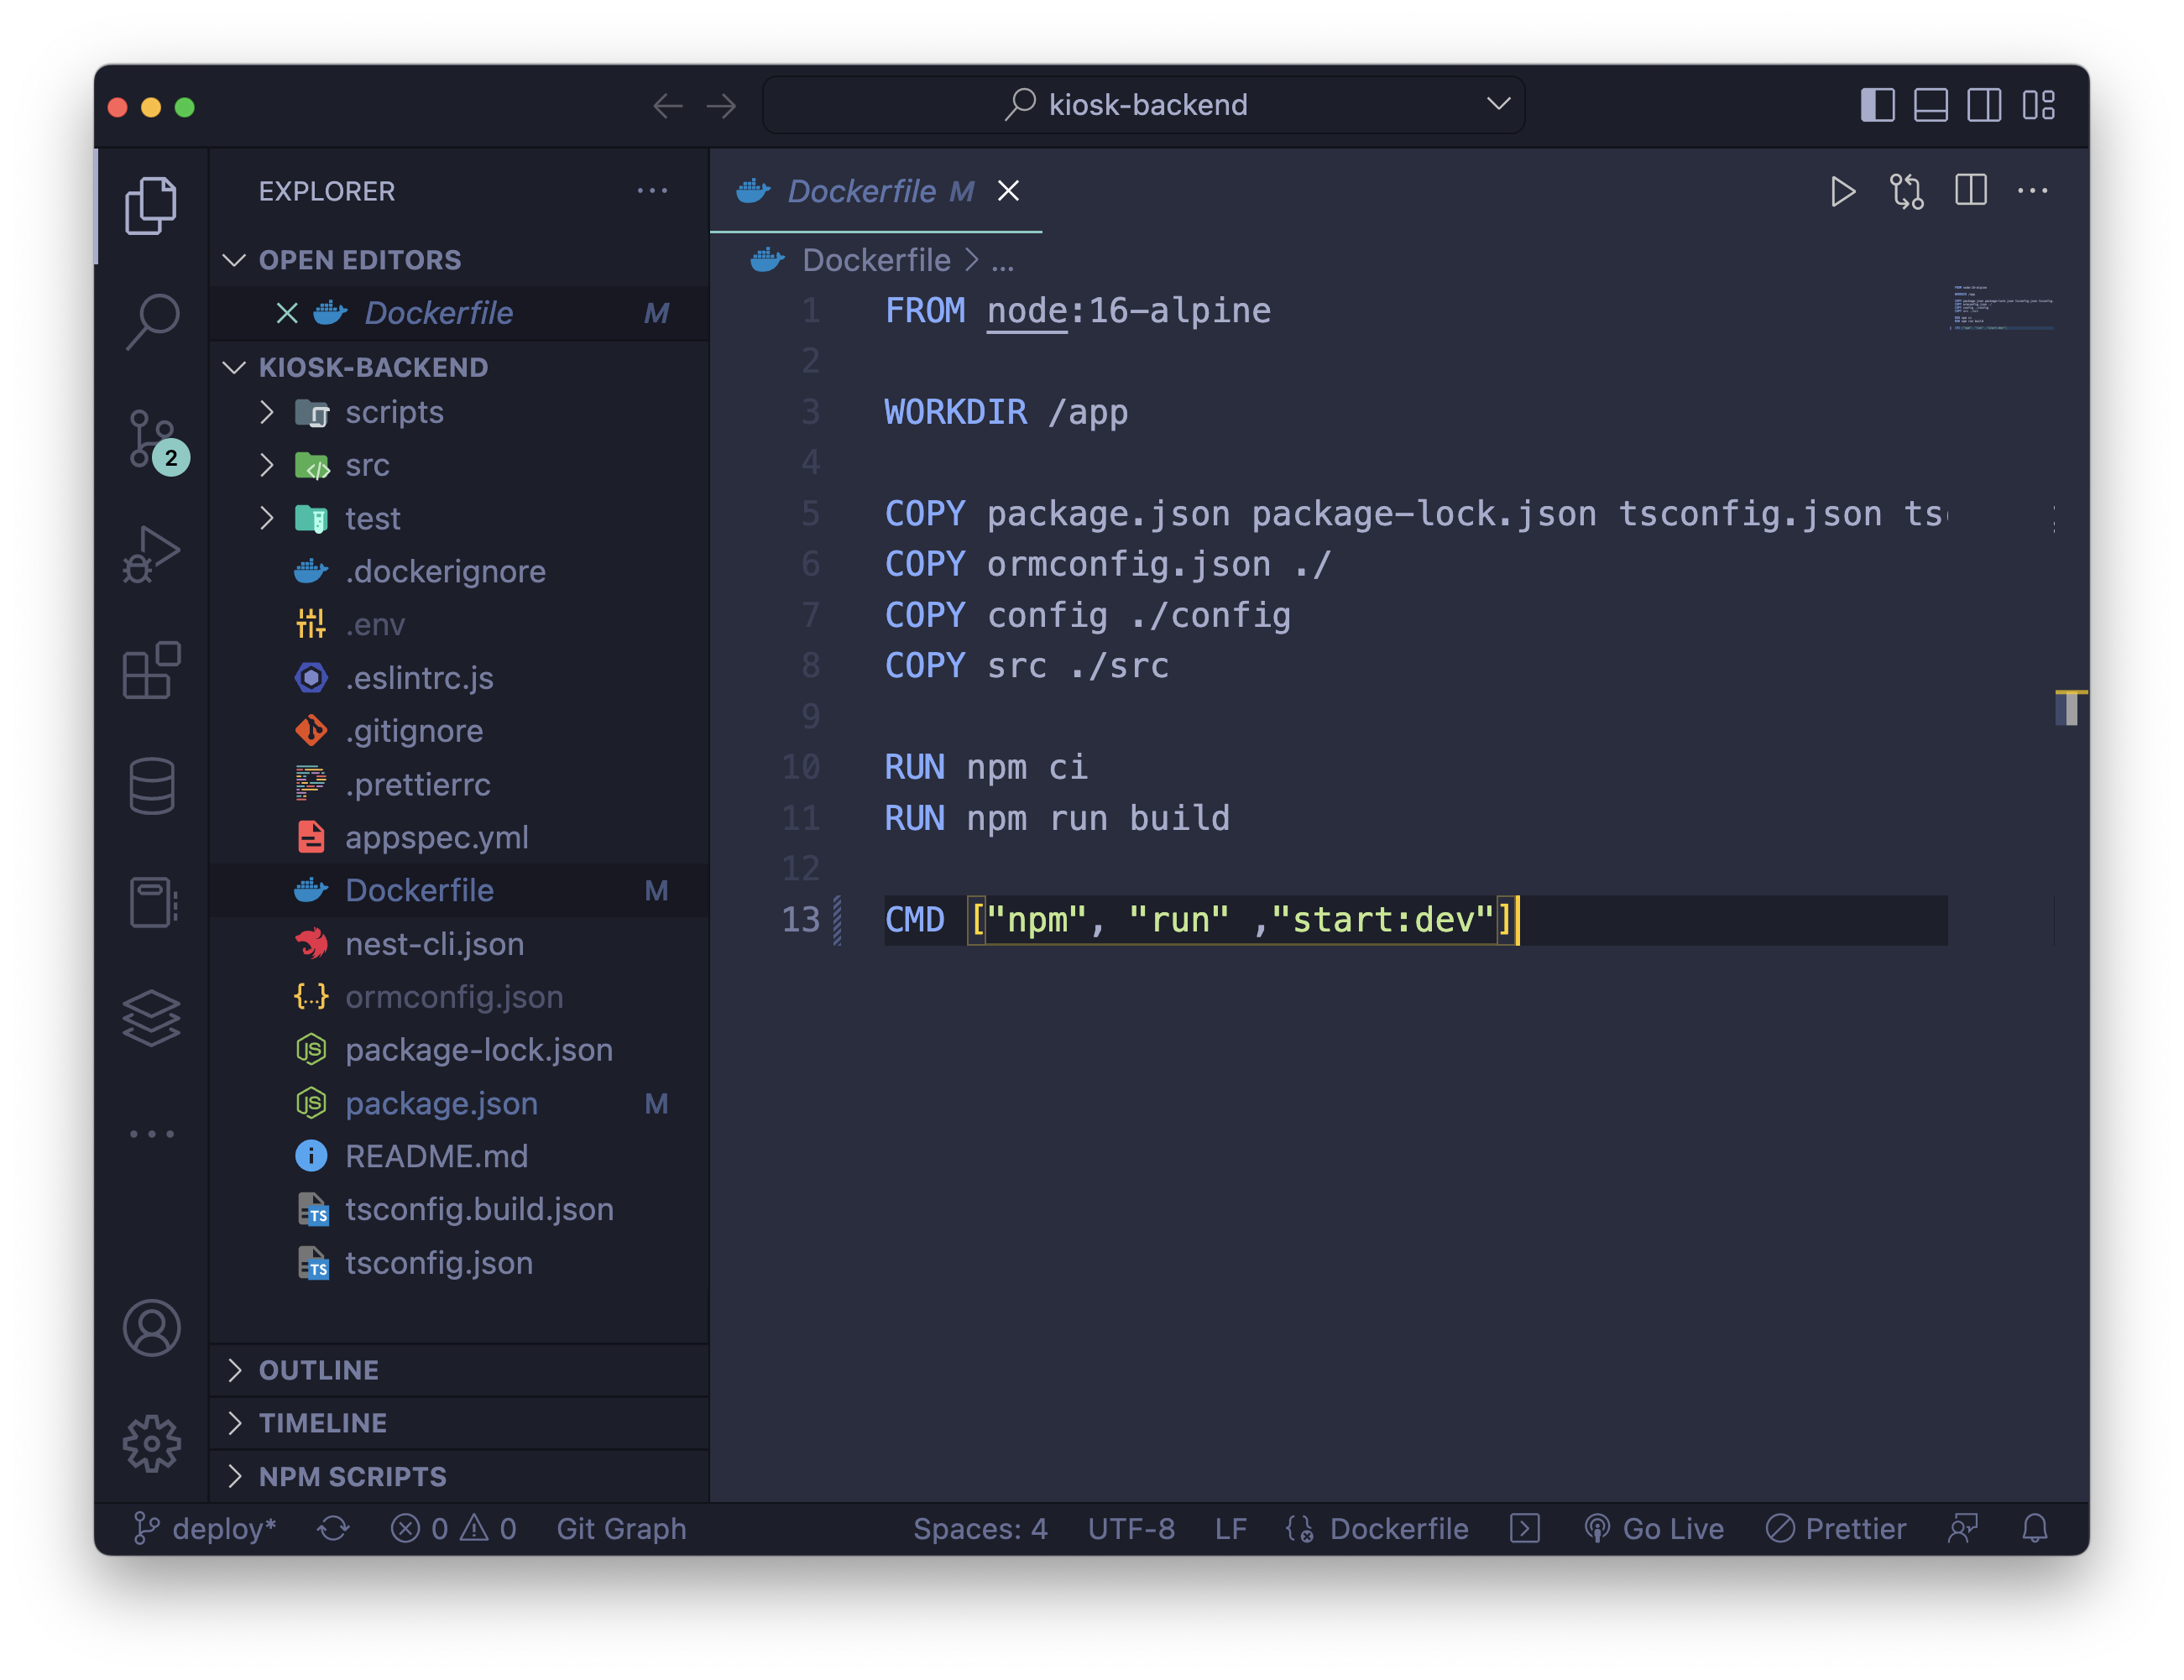 kiosk-backend
EXPLORER
OPEN EDITORS
Dockerfile M
KIOSK-BACKEND
scripts
src
test
.dockerignore
.env
.eslintrc.js
.gitignore
.prettierrc
appspec.yml
Dockerfile M
nest-cli.json
ormconfig.json
package-lock.json
package.json M
README.md
tsconfig.build.json
tsconfig.json
OUTLINE
TIMELINE
NPM SCRIPTS
2
Dockerfile M
Dockerfile > ...
1 FROM node:16-alpine
2
3 WORKDIR /app
4
5 COPY package.json package-lock.json tsconfig.json
6 COPY ormconfig.json ./
7 COPY config ./config
8 COPY src ./src
9
10 RUN npm ci
11 RUN npm run build
12
13 CMD ["npm", "run" ,"start:dev"]
deploy* 0 0 Git Graph Spaces: 4 UTF-8 LF Dockerfile Go Live Prettier